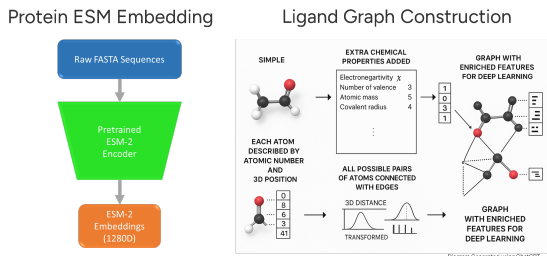 Protein ESM Embedding
Raw FASTA Sequences
Pretrained
ESM-2
Encoder
ESM-2
Embeddings
(1280D)
Ligand Graph Construction
SIMPLE
EXTRA CHEMICAL
PROPERTIES ADDED
Electronegartivity χ
Number of valence 3
Atomic mass 5
Covalent radius 4
1
0
3
1
GRAPH WITH
ENRICHED FEATURES
FOR DEEP LEARNING
EACH ATOM
DESCRIBED BY
ATOMIC NUMBER
AND
3D POSITION
0
8
6
3
41
ALL POSSIBLE PAIRS
OF ATOMS CONNECTED
WITH EDGES
3D DISTANCE
TRANSFORMED
GRAPH
WITH ENRICHED
FEATURES FOR
DEEP LEARNING